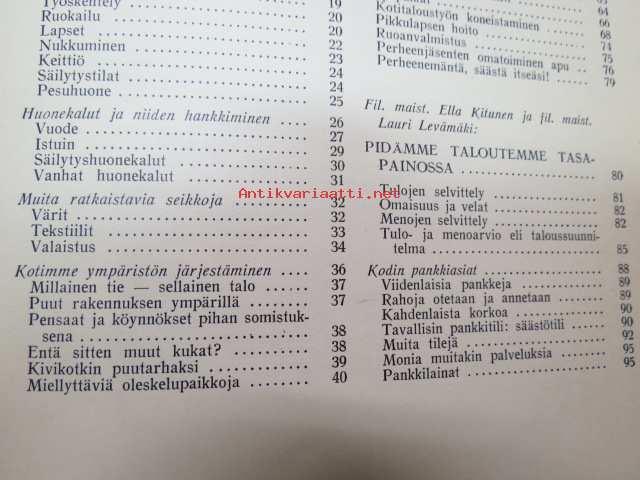 19
Työskentely 20
Ruokailu 20
Lapset 22
Nukkuminen 23
Keittiö 24
Säilytystilat 24
Pesuhuone 25
Huonekalut ja niiden hankkiminen 26
Vuode 27
Istuin 29
Säilytyshuonekalut 30
Vanhat huonekalut 31
Muita ratkaistavia seikkoja 32
Värit 32
Tekstiilit 33
Valaistus 34
Kotimme ympäristön järjestäminen 36
Millainen tie — sellainen talo 37
Puut rakennuksen ympärillä 37
Pensaat ja köynnökset pihan somistuk-
sena 38
Entä sitten muut kukat? 38
Kivikotkin puutarhaksi 39
Miellyttäviä oleskelupaikkoja 40
64
66
Kotitaloustyön koneistaminen 68
Pikkulapsen hoito 74
Ruoanvalmistus 75
Perheenjäsenten omatoiminen apu 76
Perheenemäntä, säästä itseäsi! 79
Fil. maist. Ella Kitunen ja fil. maist.
Lauri Levämäki:
PIDÄMME TALOUTEMME TASA-
PAINOSSA 80
Tulojen selvittely 81
Omaisuus ja velat 82
Menojen selvittely 82
Tulo- ja menoarvio eli taloussuunni-
telma 85
Kodin pankkiasiat 88
Viidenlaisia pankkeja 89
Rahoja otetaan ja annetaan 89
Kahdenlaista korkoa 90
Tavallisin pankkitili: säästötili 90
Muita tilejä 92
Monia muitakin palveluksia 95
Pankkilainat 95
Antikvariaatti.net